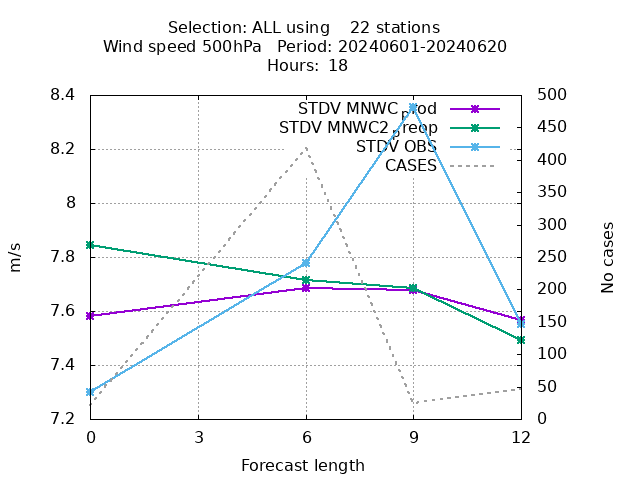 Selection: ALL using 22 stations
Wind speed 500hPa Period: 20240601-20240620
Hours: 18
STDV MNWC_prod
STDV MNWC2_preop
STDV OBS
CASES
8.4
8.2
8
7.8
7.6
7.4
7.2
m/s
500
450
400
350
300
250
200
150
100
50
0
No cases
0 3 6 9 12
Forecast length